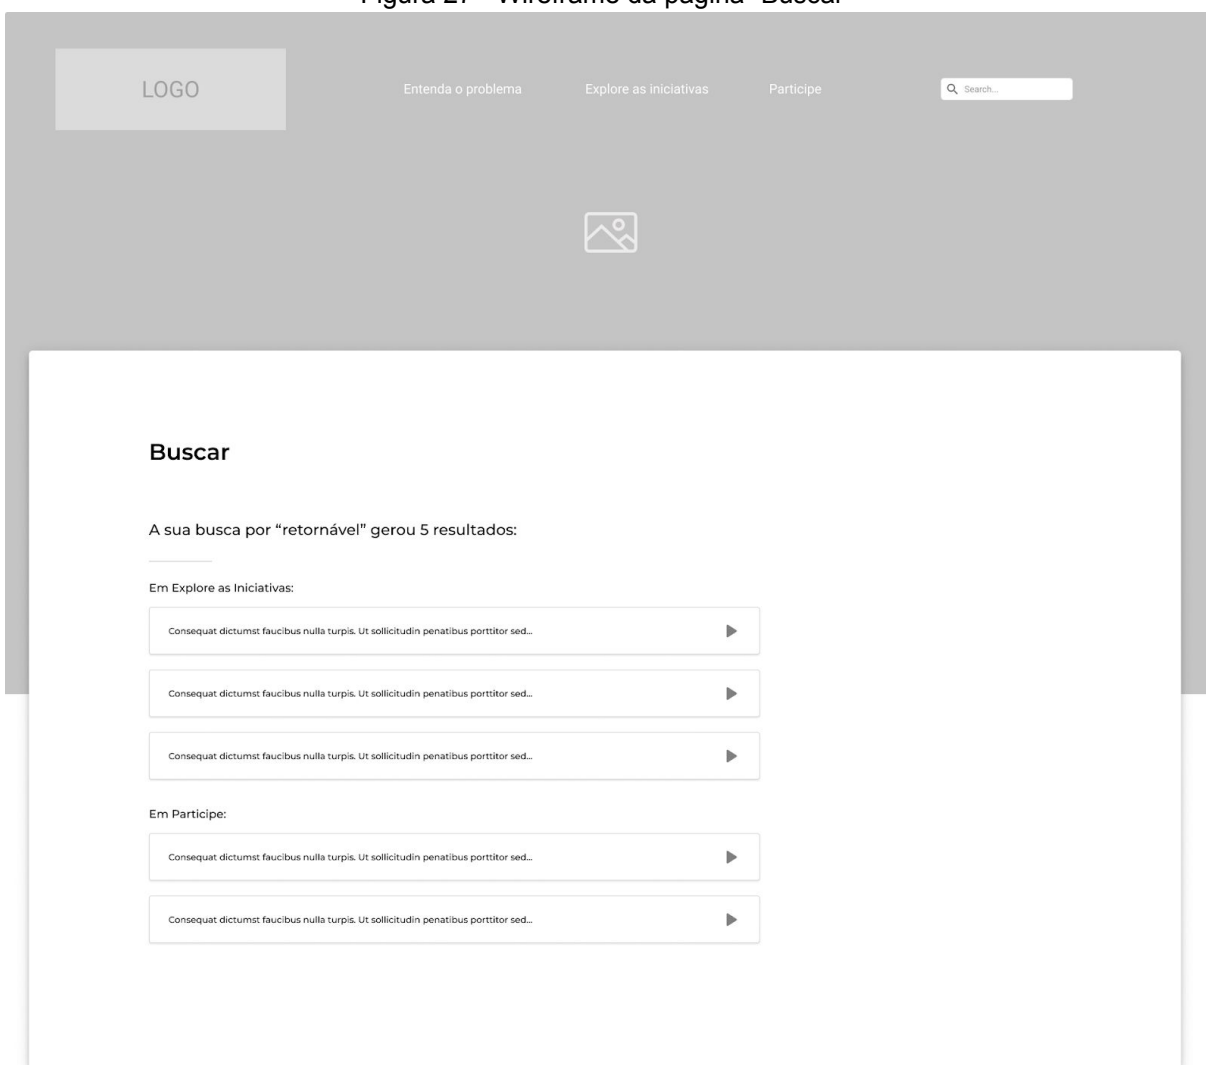 Figura 27 - Wireframe da página "Buscar"
LOGO
Entenda o problema
Explore as iniciativas
Participe
Search...
Buscar
A sua busca por “retornável” gerou 5 resultados:
Em Explore as Iniciativas:
Consequat dictumst faucibus nulla turpis. Ut sollicitudin penatibus porttitor sed...
Consequat dictumst faucibus nulla turpis. Ut sollicitudin penatibus porttitor sed...
Consequat dictumst faucibus nulla turpis. Ut sollicitudin penatibus porttitor sed...
Em Participe:
Consequat dictumst faucibus nulla turpis. Ut sollicitudin penatibus porttitor sed...
Consequat dictumst faucibus nulla turpis. Ut sollicitudin penatibus porttitor sed...